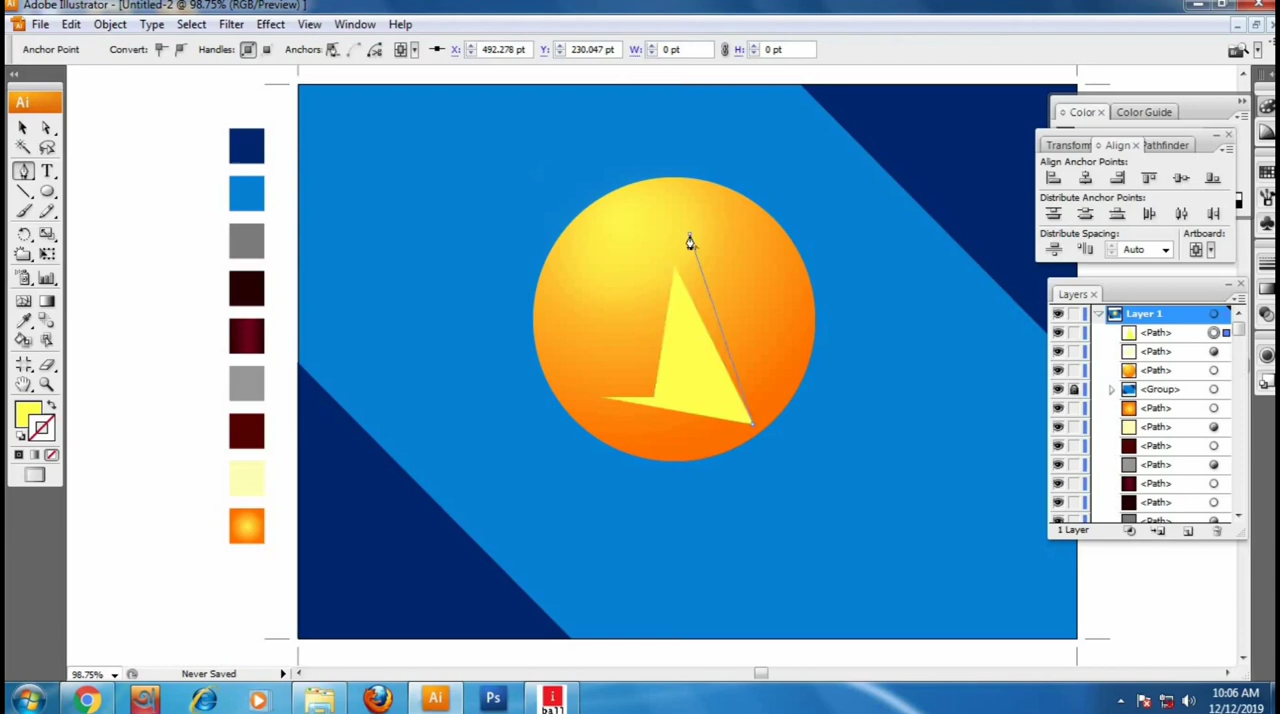 Adobe Illustrator - [Untitled-2 @ 98.75% (RGB/Preview) ]
File Edit Object Type Select Filter Effect View Window Help
Anchor Point Convert: Handles: Anchors: X: 492.278 pt Y: 230.047 pt W: 0 pt H: 0 pt
Ai
Color × Color Guide
Transform Align × Pathfinder
Align Anchor Points:
Distribute Anchor Points:
Distribute Spacing: Artboard:
Auto
Layers ×
Layer 1
<Path>
<Path>
<Path>
<Group>
<Path>
<Path>
<Path>
<Path>
<Path>
<Path>
<Path>
1 Layer
T
98.75% Never Saved
Ai Ps i ball
10:06 AM
12/12/2019